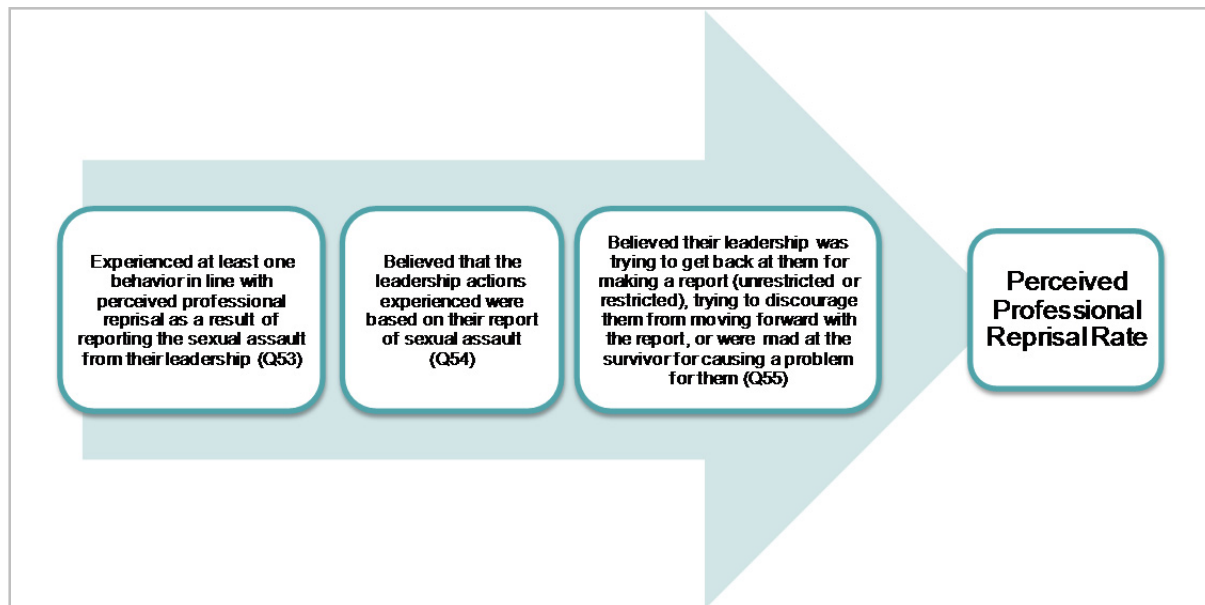 Experienced at least one
behavior in line with
perceived professional
reprisal as a result of
reporting the sexual assault
from their leadership (Q53)
Believed that the
leadership actions
experienced were
based on their report
of sexual assault
(Q54)
Believed their leadership was
trying to get back at them for
making a report (unrestricted or
restricted), trying to discourage
them from moving forward with
the report, or were mad at the
survivor for causing a problem
for them (Q55)
Perceived
Professional
Reprisal Rate